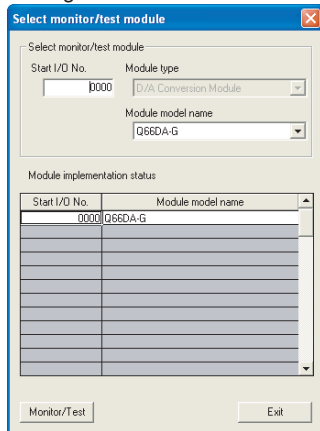 Select monitor/test module
Select monitor/test module
Start I/O No. Module type
0000 D/A Conversion Module
Module model name
Q66DA-G
Module implementation status
Start I/O No. Module model name
0000 Q66DA-G
Monitor/Test Exit